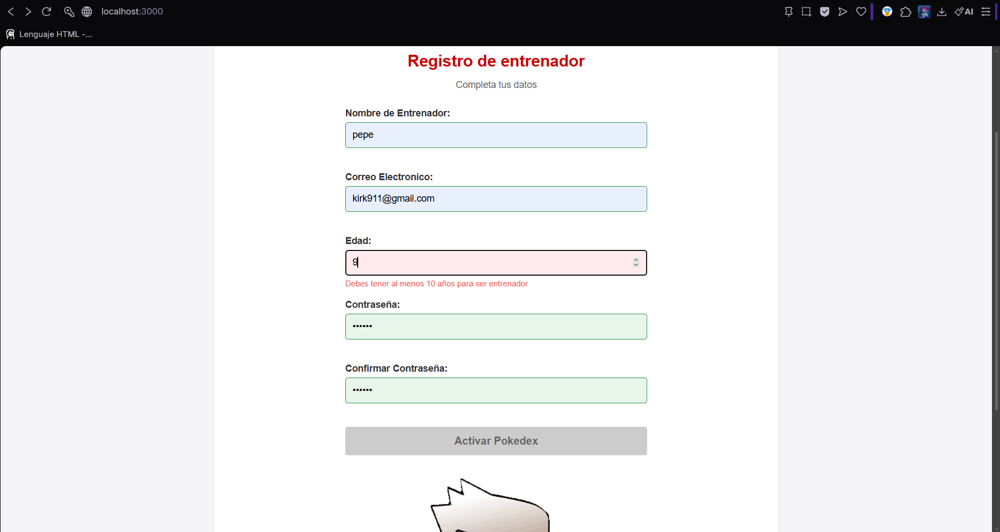 localhost:3000
AI
Lenguaje HTML -...
Registro de entrenador
Completa tus datos
Nombre de Entrenador:
pepe
Correo Electronico:
kirk911@gmail.com
Edad:
9
Debes tener al menos 10 años para ser entrenador
Contraseña:
••••••
Confirmar Contraseña:
••••••
Activar Pokedex